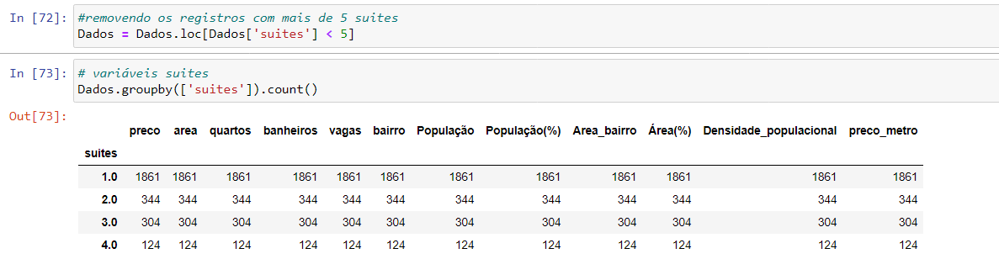 In [72]: #removendo os registros com mais de 5 suites
Dados = Dados.loc[Dados['suites'] < 5]
In [73]: # variáveis suites
Dados.groupby(['suites']).count()
Out[73]:
preco area quartos banheiros vagas bairro População População(%) Area_bairro Área(%) Densidade_populacional preco_metro
suites
1.0 1861 1861 1861 1861 1861 1861 1861 1861 1861 1861 1861 1861
2.0 344 344 344 344 344 344 344 344 344 344 344 344
3.0 304 304 304 304 304 304 304 304 304 304 304 304
4.0 124 124 124 124 124 124 124 124 124 124 124 124